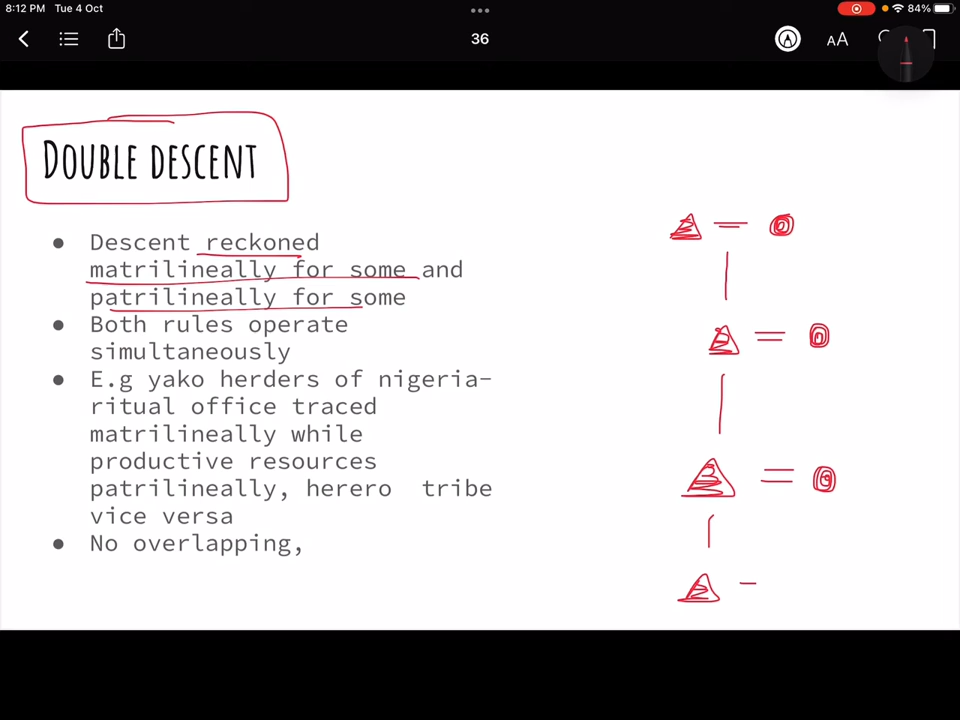 8:12 PM Tue 4 Oct
84%
36
AA
DOUBLE DESCENT
● Descent reckoned
matrilineally for some and
patrilineally for some
● Both rules operate
simultaneously
● E.g yako herders of nigeria-
ritual office traced
matrilineally while
productive resources
patrilineally, herero tribe
vice versa
● No overlapping,